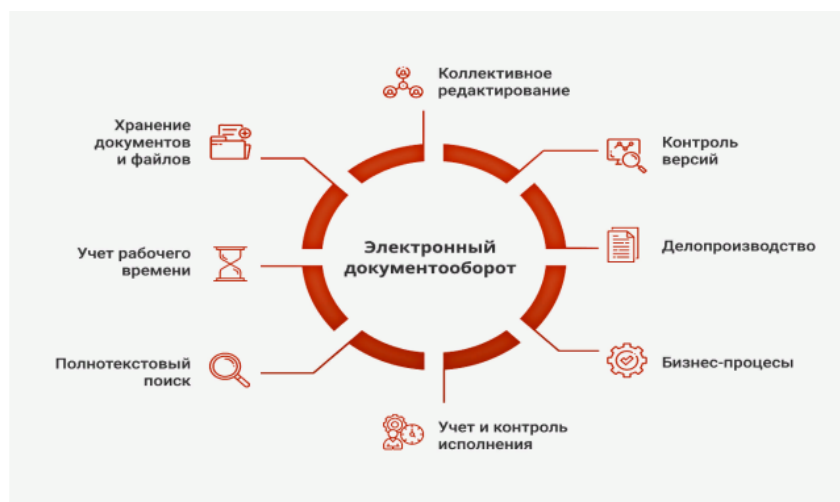 Коллективное
редактирование
Хранение
документов
и файлов
Контроль
версий
Учет рабочего
времени
Электронный
документооборот
Делопроизводство
Полнотекстовый
поиск
Бизнес-процесы
Учет и контроль
исполнения